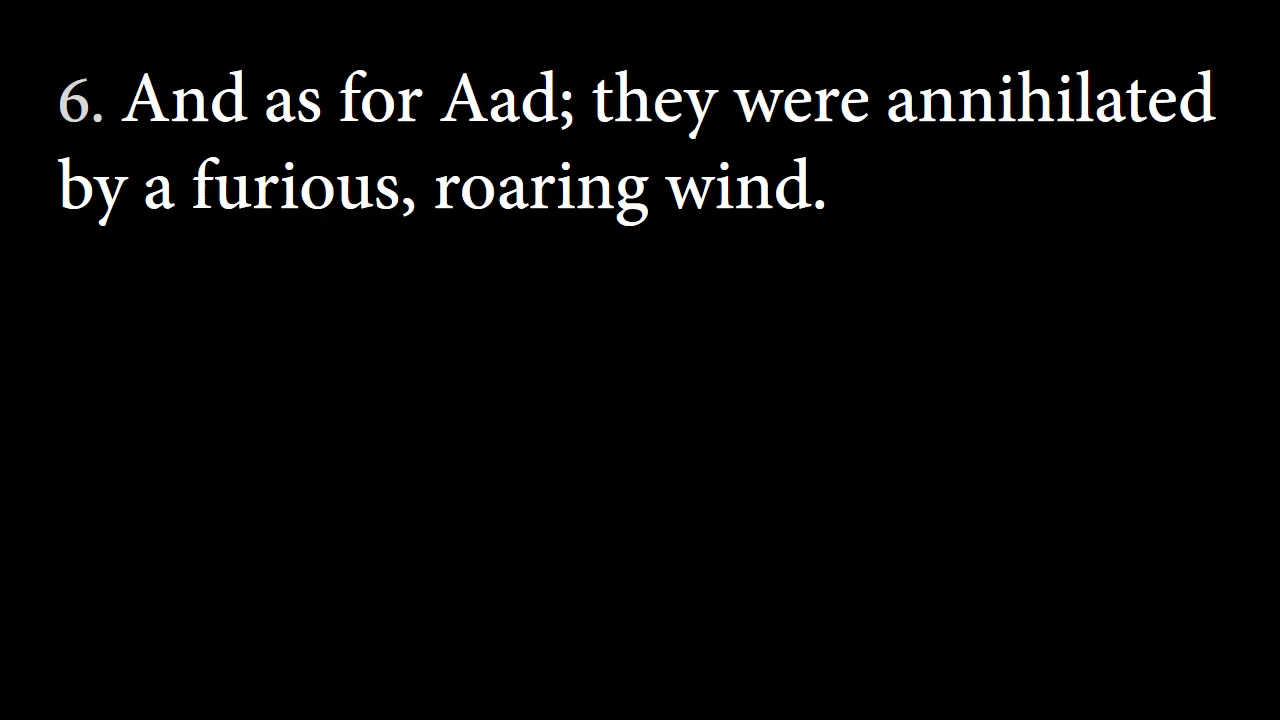 6. And as for Aad; they were annihilated
by a furious, roaring wind.